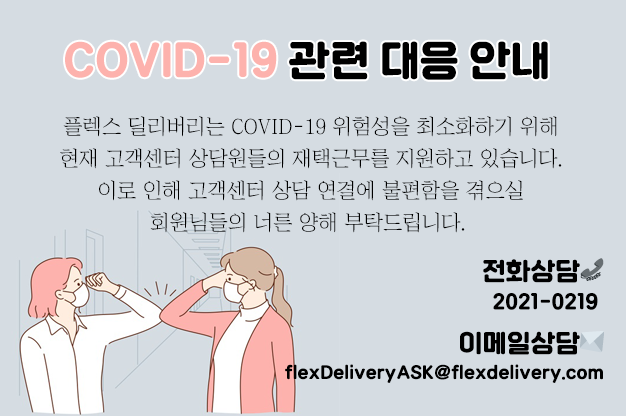 COVID-19 관련 대응 안내
플렉스 딜리버리는 COVID-19 위험성을 최소화하기 위해
현재 고객센터 상담원들의 재택근무를 지원하고 있습니다.
이로 인해 고객센터 상담 연결에 불편함을 겪으실
회원님들의 너른 양해 부탁드립니다.
전화상담
2021-0219
이메일상담
flexDeliveryASK@flexdelivery.com